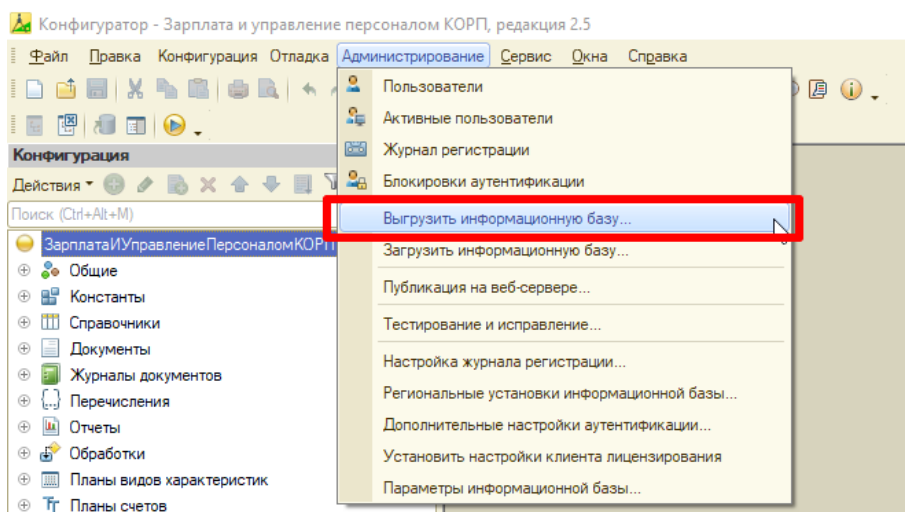 Конфигуратор - Зарплата и управление персоналом КОРП, редакция 2.5
Файл Правка Конфигурация Отладка Администрирование Сервис Окна Справка
Пользователи
Активные пользователи
Журнал регистрации
Блокировки аутентификации
Выгрузить информационную базу...
Загрузить информационную базу...
Публикация на веб-сервере...
Тестирование и исправление...
Настройка журнала регистрации...
Региональные установки информационной базы...
Дополнительные настройки аутентификации...
Установить настройки клиента лицензирования
Параметры информационной базы...
Конфигурация
Действия
Поиск (Ctrl+Alt+M)
ЗарплатаИУправлениеПерсоналомКОРП
Общие
Константы
Справочники
Документы
Журналы документов
Перечисления
Отчеты
Обработки
Планы видов характеристик
Планы счетов